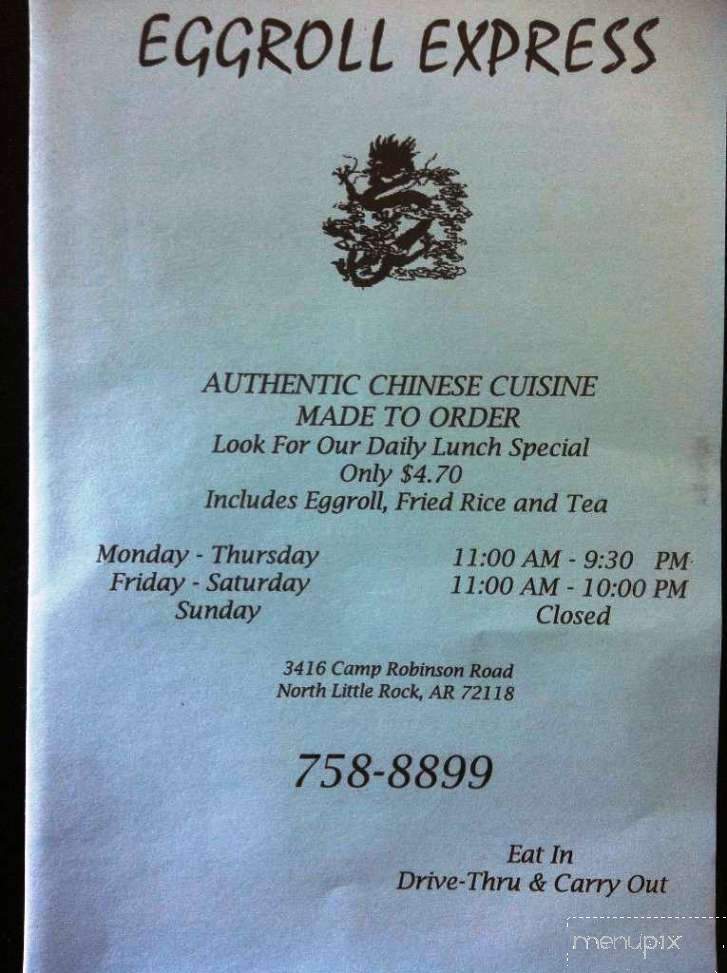 EGGROLL EXPRESS
AUTHENTIC CHINESE CUISINE
MADE TO ORDER
Look For Our Daily Lunch Special
Only $4.70
Includes Eggroll, Fried Rice and Tea
Monday - Thursday 11:00 AM - 9:30 PM
Friday - Saturday 11:00 AM - 10:00 PM
Sunday Closed
3416 Camp Robinson Road
North Little Rock, AR 72118
758-8899
Eat In
Drive-Thru & Carry Out
menupix